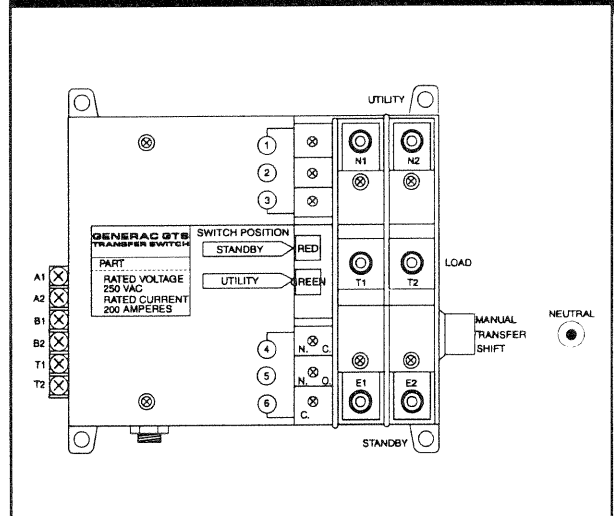 UTILITY
1
N1
N2
2
3
GENERAC GTS
TRANSFER SWITCH
PART
RATED VOLTAGE
250 VAC
RATED CURRENT
200 AMPERES
SWITCH POSITION
STANDBY
RED
UTILITY
GREEN
T1
T2
LOAD
A1
A2
B1
B2
T1
T2
4
N. C.
5
N. O.
6
C.
E1
E2
MANUAL
TRANSFER
SHIFT
NEUTRAL
STANDBY